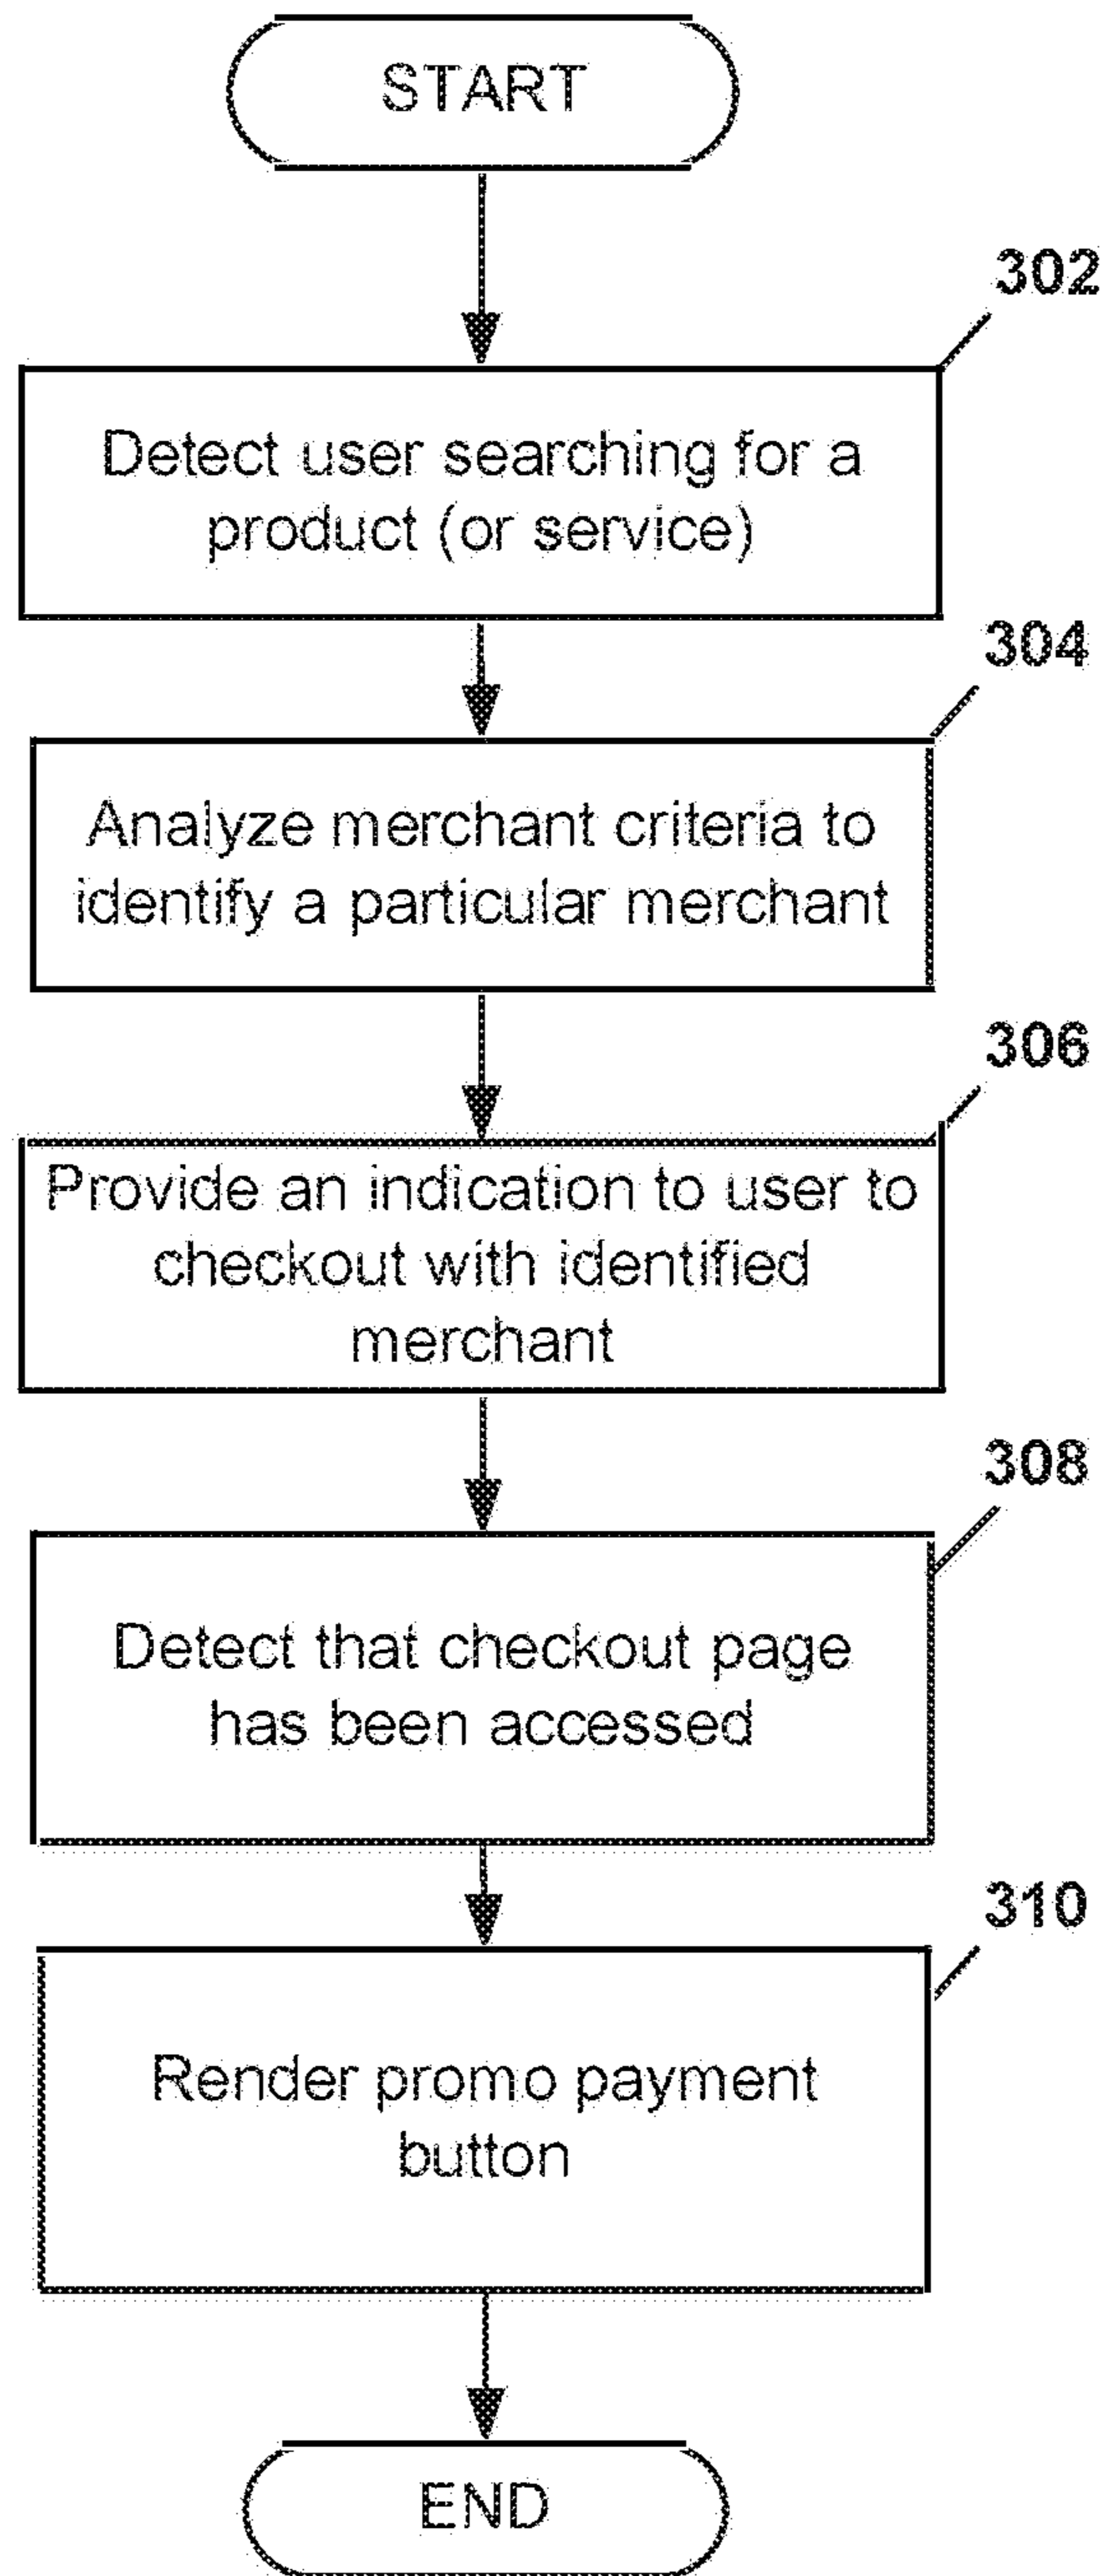 START
302
Detect user searching for a
product (or service)
304
Analyze merchant criteria to
identify a particular merchant
306
Provide an indication to user to
checkout with identified
merchant
308
Detect that checkout page
has been accessed
310
Render promo payment
button
END